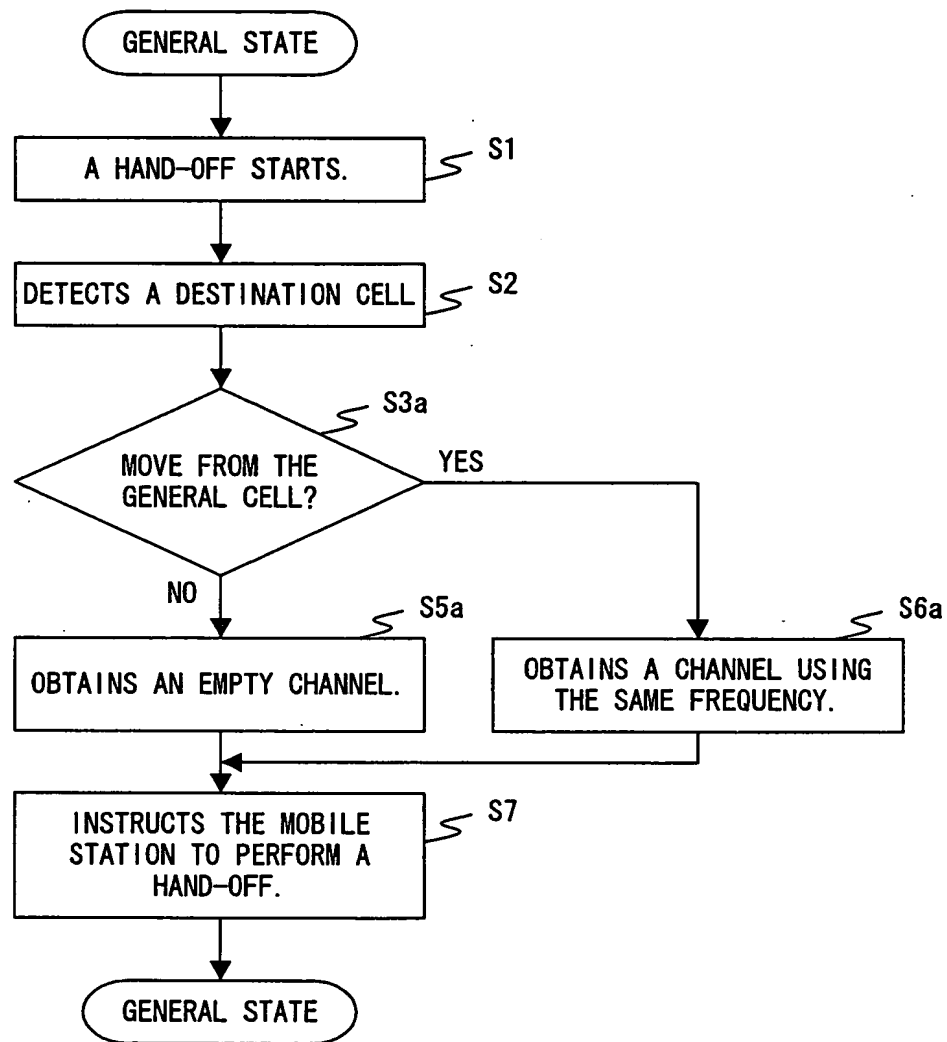 GENERAL STATE
A HAND-OFF STARTS.
S1
DETECTS A DESTINATION CELL
S2
S3a
MOVE FROM THE
GENERAL CELL?
YES
NO
S5a
S6a
OBTAINS AN EMPTY CHANNEL.
OBTAINS A CHANNEL USING
THE SAME FREQUENCY.
S7
INSTRUCTS THE MOBILE
STATION TO PERFORM A
HAND-OFF.
GENERAL STATE